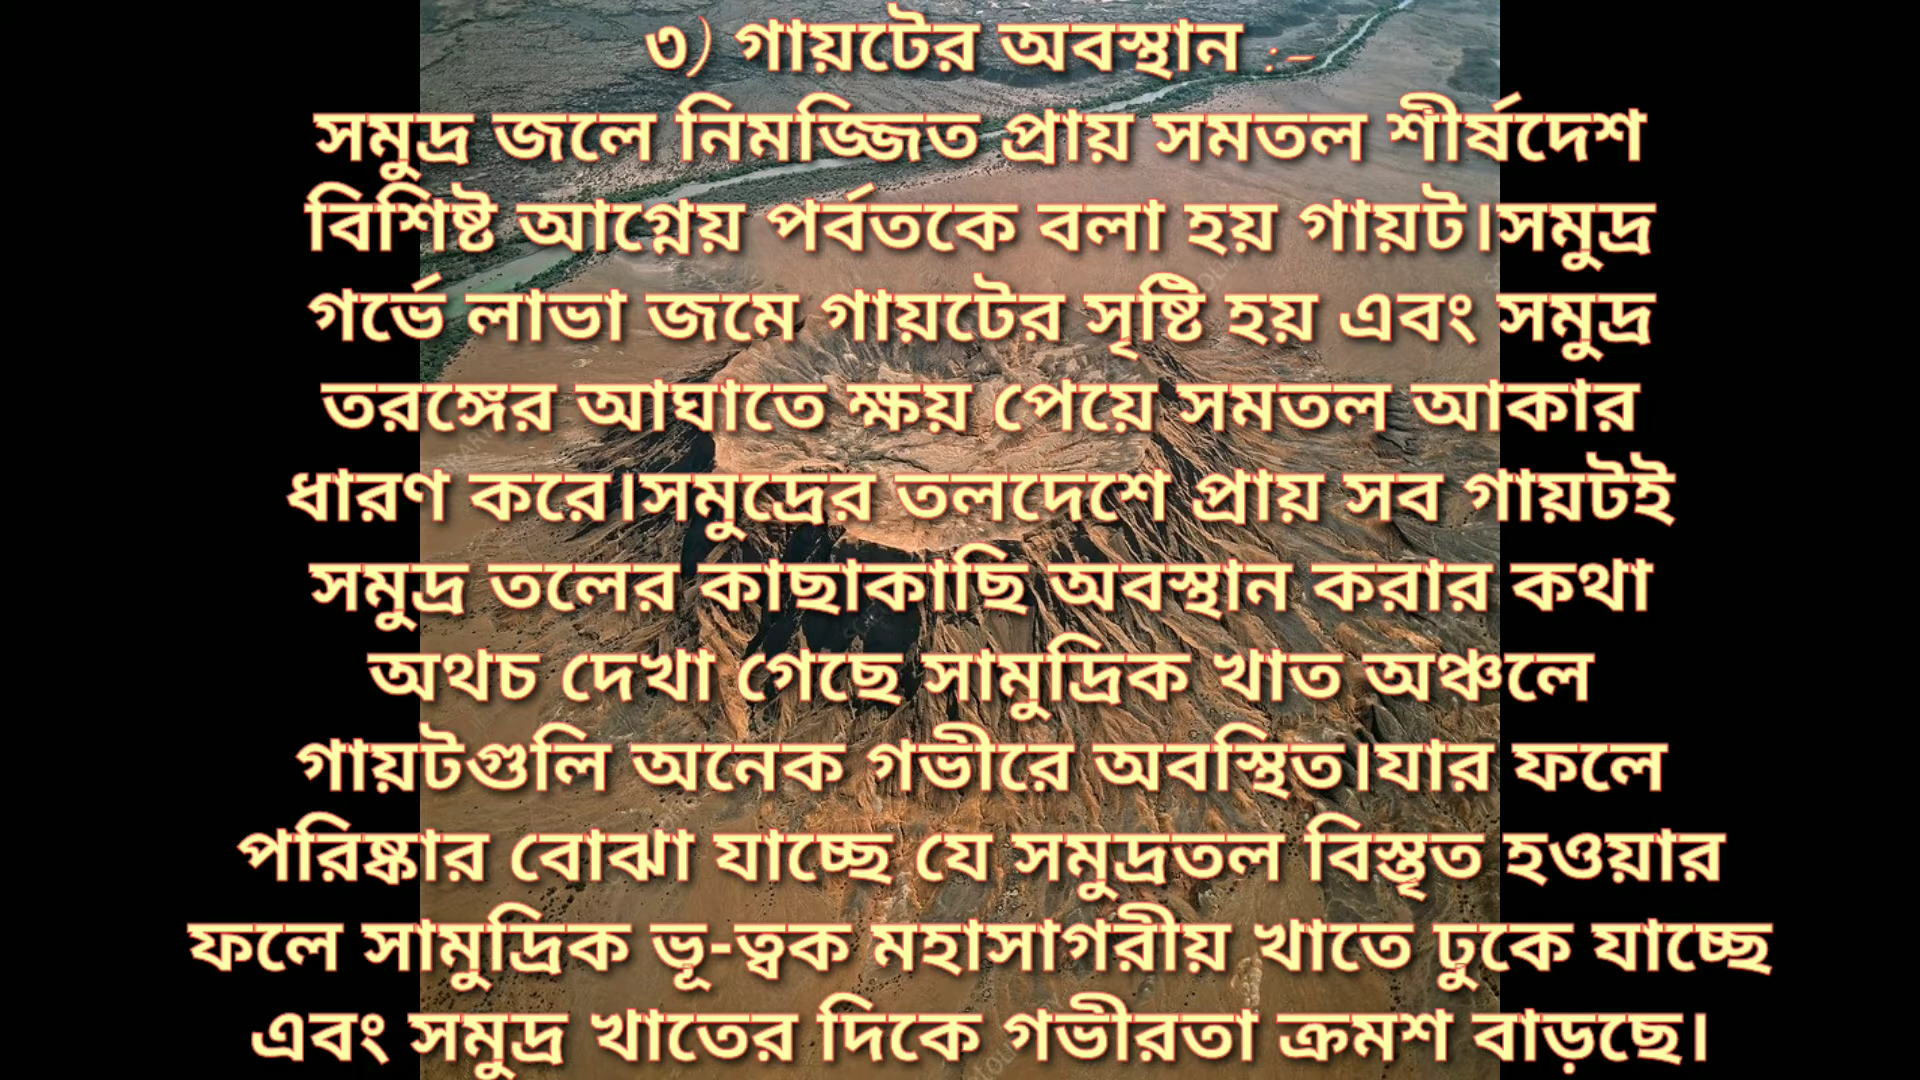 ৩) গায়টের অবস্থান :-
সমুদ্র জলে নিমজ্জিত প্রায় সমতল শীর্ষদেশ
বিশিষ্ট আগ্নেয় পর্বতকে বলা হয় গায়ট।সমুদ্র
গর্ভে লাভা জমে গায়টের সৃষ্টি হয় এবং সমুদ্র
তরঙ্গের আঘাতে ক্ষয় পেয়ে সমতল আকার
ধারণ করে।সমুদ্রের তলদেশে প্রায় সব গায়টই
সমুদ্র তলের কাছাকাছি অবস্থান করার কথা
অথচ দেখা গেছে সামুদ্রিক খাত অঞ্চলে
গায়টগুলি অনেক গভীরে অবস্থিত।যার ফলে
পরিষ্কার বোঝা যাচ্ছে যে সমুদ্রতল বিস্তৃত হওয়ার
ফলে সামুদ্রিক ভূ-ত্বক মহাসাগরীয় খাতে ঢুকে যাচ্ছে
এবং সমুদ্র খাতের দিকে গভীরতা ক্রমশ বাড়ছে।